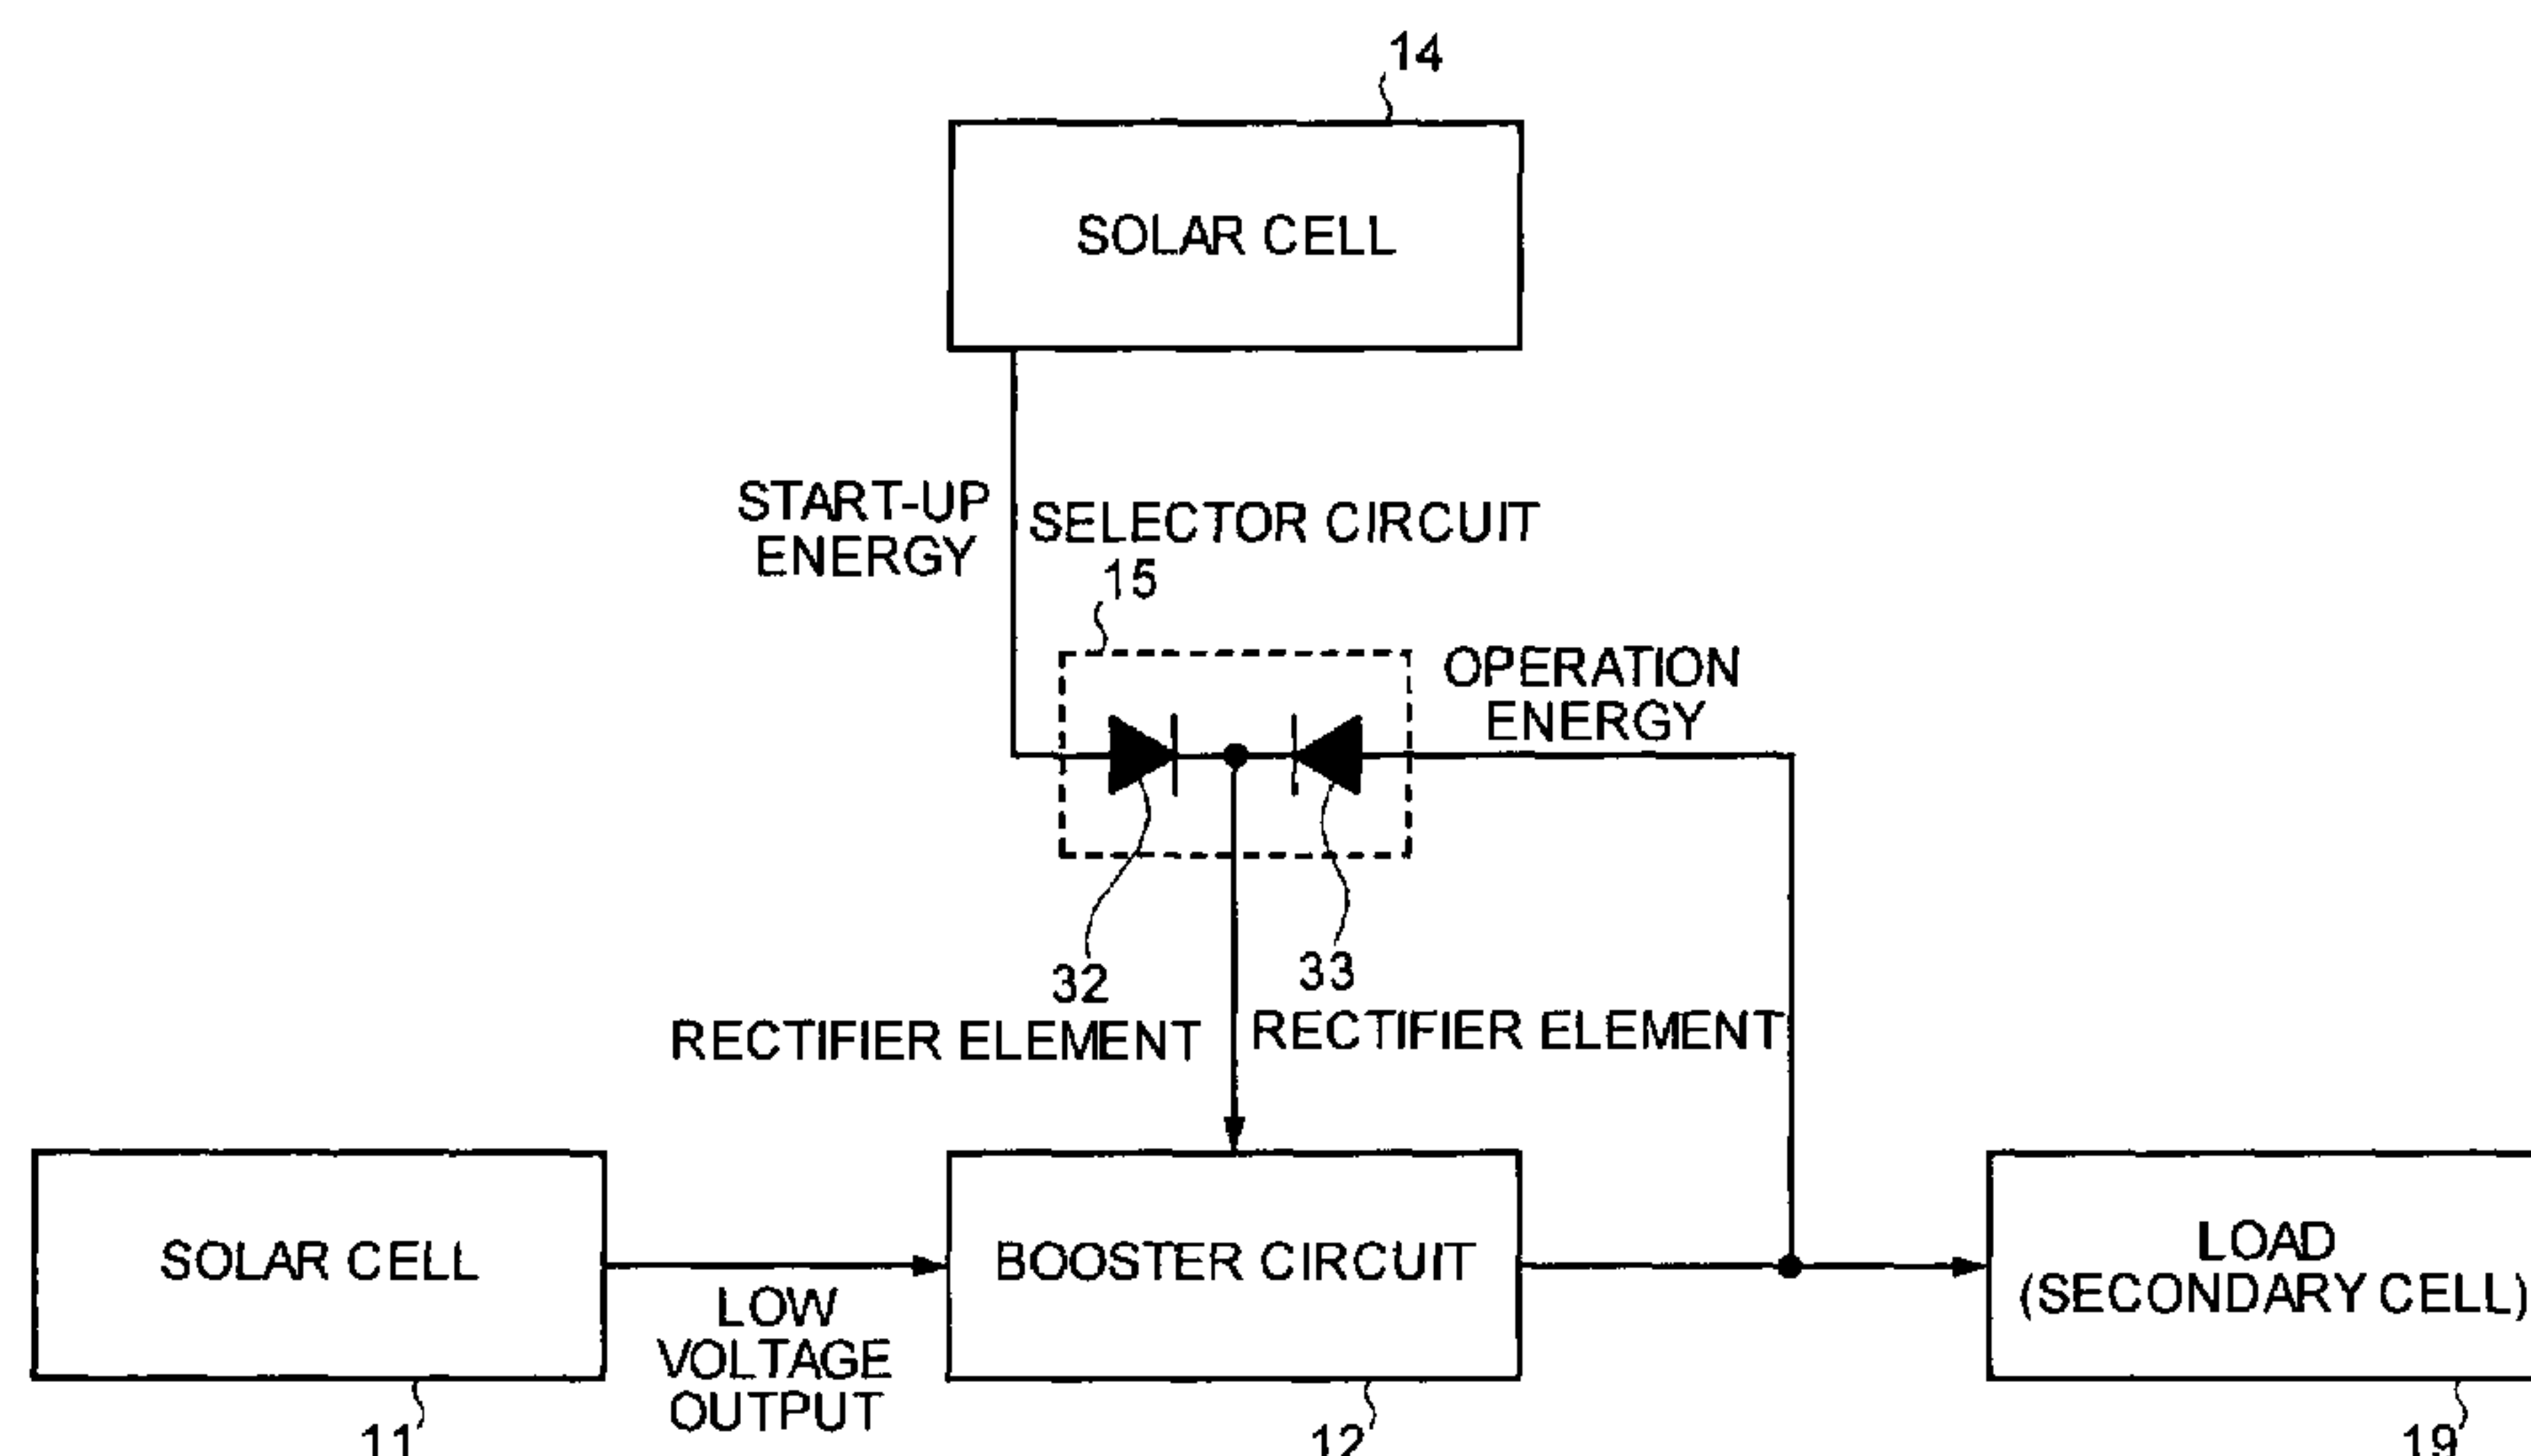 14
SOLAR CELL
START-UP
ENERGY
SELECTOR CIRCUIT
15
OPERATION
ENERGY
32
RECTIFIER ELEMENT
33
RECTIFIER ELEMENT
SOLAR CELL
LOW
VOLTAGE
OUTPUT
BOOSTER CIRCUIT
LOAD
(SECONDARY CELL)
11
12
19